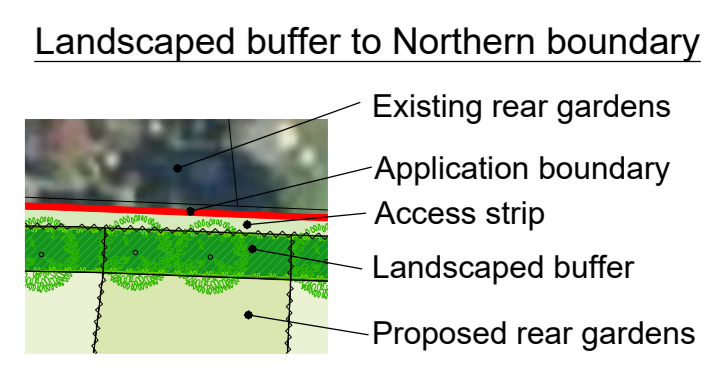 Landscaped buffer to Northern boundary
Existing rear gardens
Application boundary
Access strip
Landscaped buffer
Proposed rear gardens